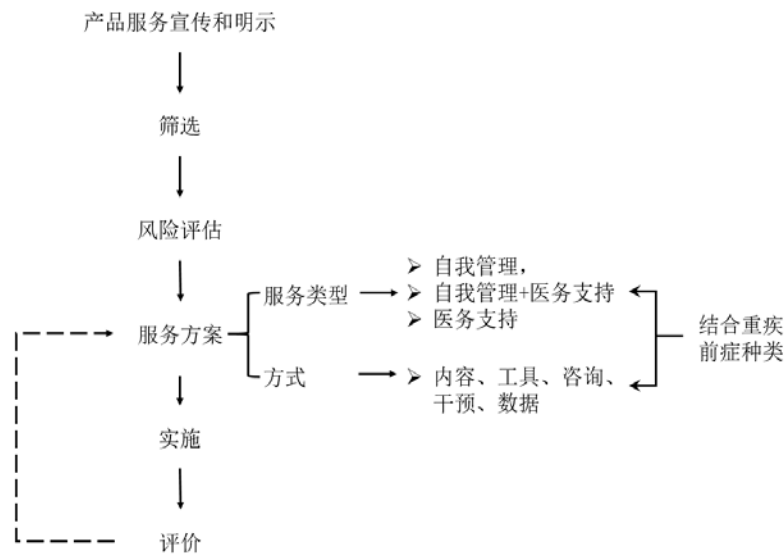 产品服务宣传和明示
筛选
风险评估
服务方案
服务类型
➢ 自我管理,
➢ 自我管理+医务支持
➢ 医务支持
方式
➢ 内容、工具、咨询、
干预、数据
结合重疾
前症种类
实施
评价